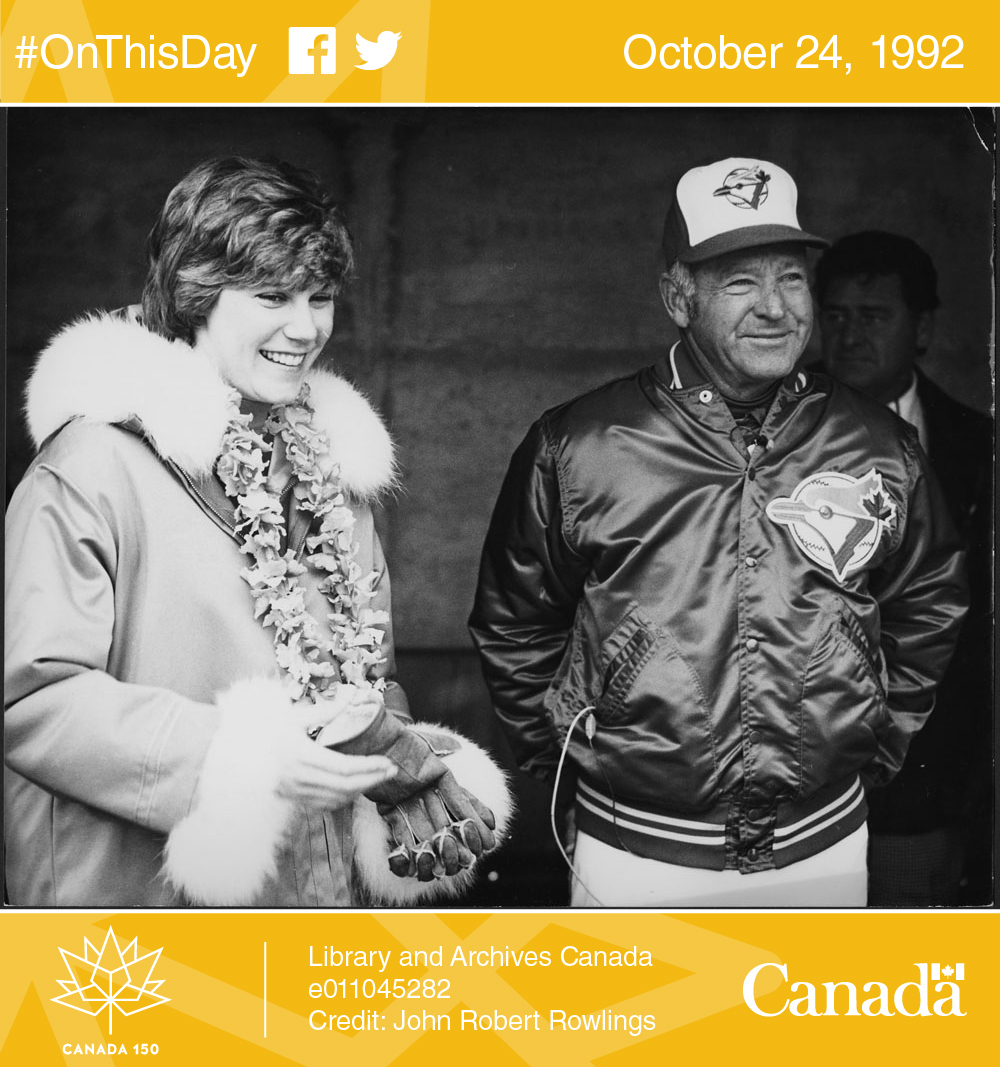 #OnThisDay
October 24, 1992
CANADA 150
Library and Archives Canada
e011045282
Credit: John Robert Rowlings
Canada